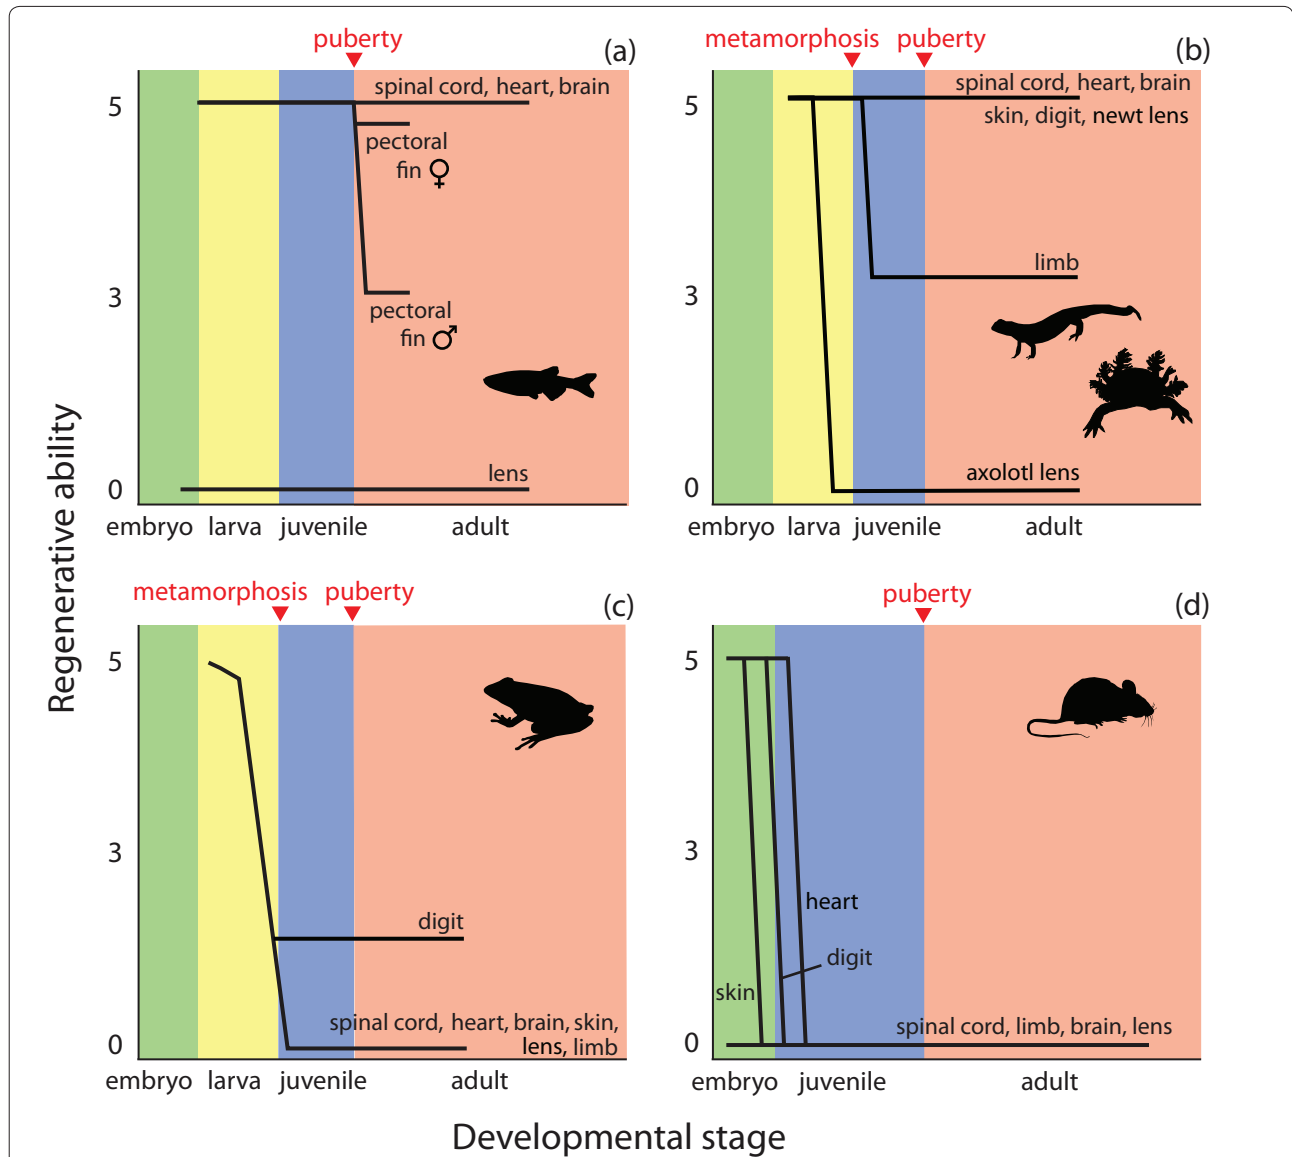 puberty
(a)
5
3
0
spinal cord, heart, brain
pectoral
fin ♀
pectoral
fin ♂
lens
embryo larva juvenile adult
metamorphosis puberty
(b)
5
3
0
spinal cord, heart, brain
skin, digit, newt lens
limb
axolotl lens
embryo larva juvenile adult
Regenerative ability
metamorphosis puberty
(c)
5
3
0
digit
spinal cord, heart, brain, skin,
lens, limb
embryo larva juvenile adult
puberty
(d)
5
3
0
heart
digit
skin
spinal cord, limb, brain, lens
embryo juvenile adult
Developmental stage